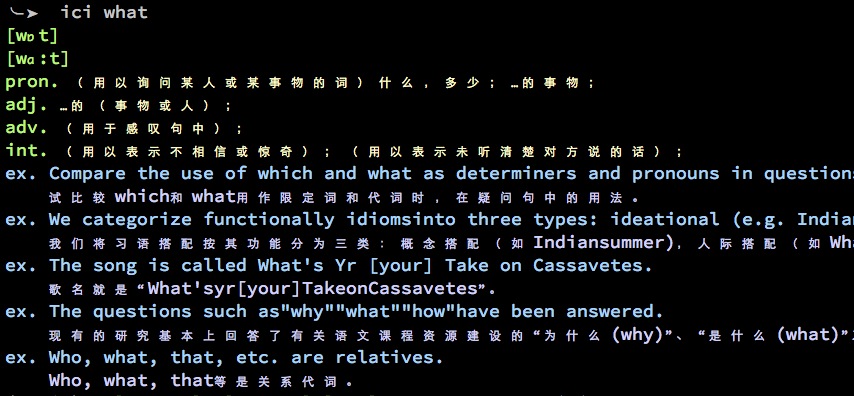 ╰─➤  ici what
[wɒt]
[wɑ:t]
pron. （用以询问某人或某事物的词）什么，多少；…的事物；
adj. …的（事物或人）；
adv. （用于感叹句中）；
int. （用以表示不相信或惊奇）；（用以表示未听清楚对方说的话）；
ex. Compare the use of which and what as determiners and pronouns in question
试比较which和what用作限定词和代词时，在疑问句中的用法。
ex. We categorize functionally idiomsinto three types: ideational (e.g. Indian
我们将习语搭配按其功能分为三类：概念搭配（如Indiansummer)，人际搭配（如Wha
ex. The song is called What's Yr [your] Take on Cassavetes.
歌名就是“What'syr[your]TakeonCassavetes”.
ex. The questions such as"why""what""how"have been answered.
现有的研究基本上回答了有关语文课程资源建设的“为什么(why)”、“是什么(what)”
ex. Who, what, that, etc. are relatives.
Who, what, that等是关系代词。